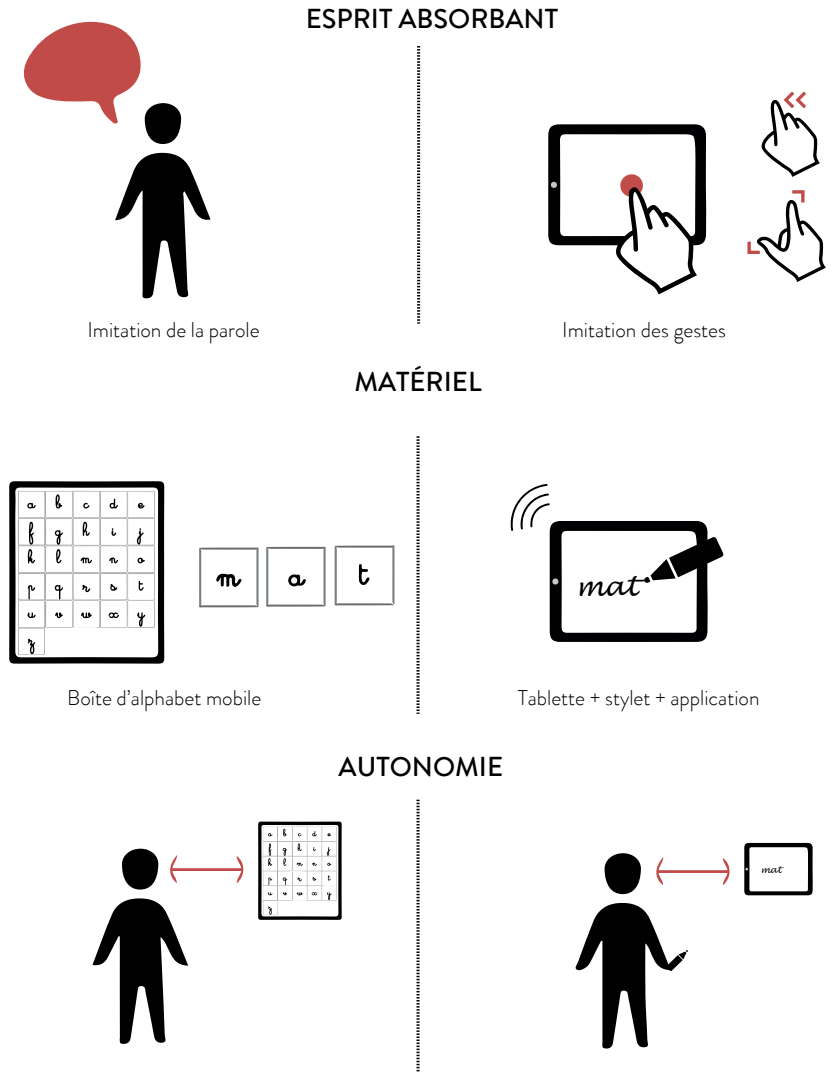 ESPRIT ABSORBANT
Imitation de la parole
Imitation des gestes
MATÉRIEL
a b c d e
f g h i j
k l m n o
p q r s t
u v w x y
z
m a t
mat
Boîte d'alphabet mobile
Tablette + stylet + application
AUTONOMIE
a b c d e
f g h i j
k l m n o
p q r s t
u v w x y
z
mat